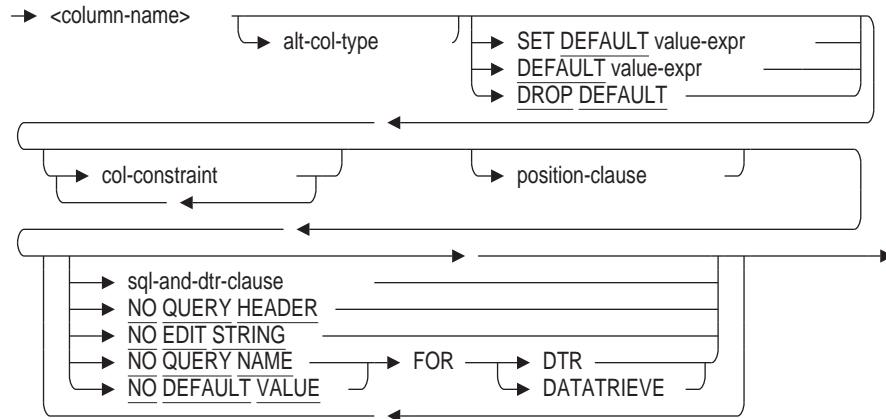 <column-name>
alt-col-type
SET DEFAULT value-expr
DEFAULT value-expr
DROP DEFAULT
col-constraint
position-clause
sql-and-dtr-clause
NO QUERY HEADER
NO EDIT STRING
NO QUERY NAME FOR DTR
NO DEFAULT VALUE DATATRIEVE